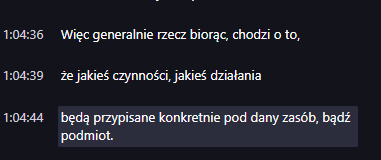 1:04:36 Więc generalnie rzecz biorąc, chodzi o to,
1:04:39 że jakieś czynności, jakieś działania
1:04:44 będą przypisane konkretnie pod dany zasób, bądź
podmiot.